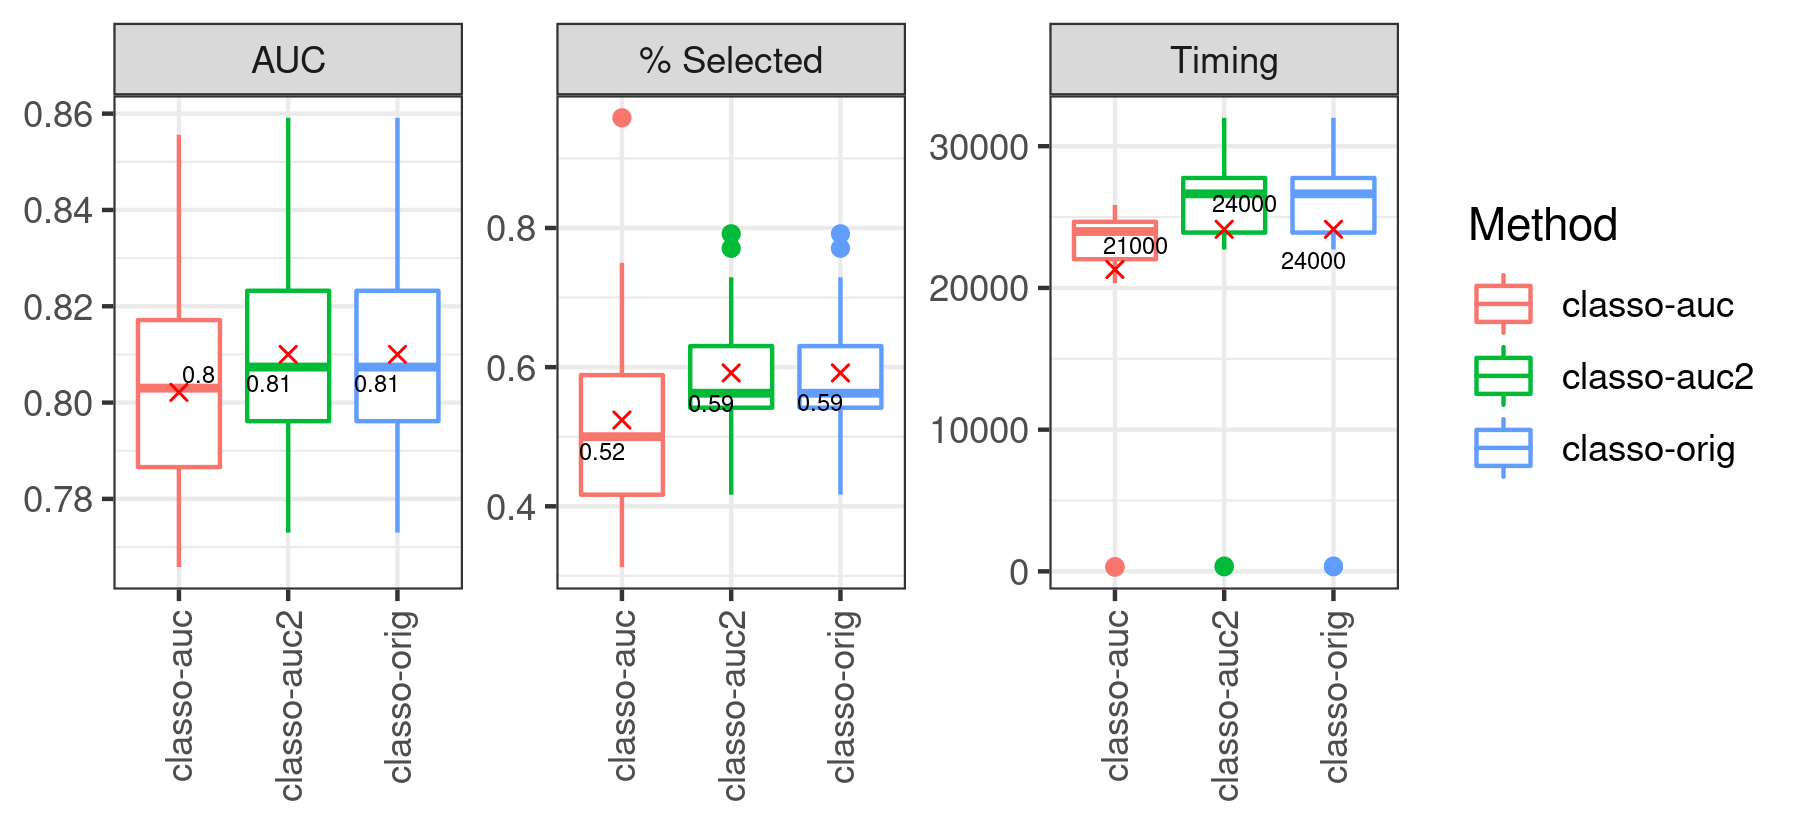 AUC
% Selected
Timing
0.86
0.84
0.82
0.80
0.78
0.8
0.81
0.81
classo-auc
classo-auc2
classo-orig
0.8
0.6
0.4
0.52
0.59
0.59
classo-auc
classo-auc2
classo-orig
30000
20000
10000
0
21000
24000
24000
classo-auc
classo-auc2
classo-orig
Method
classo-auc
classo-auc2
classo-orig